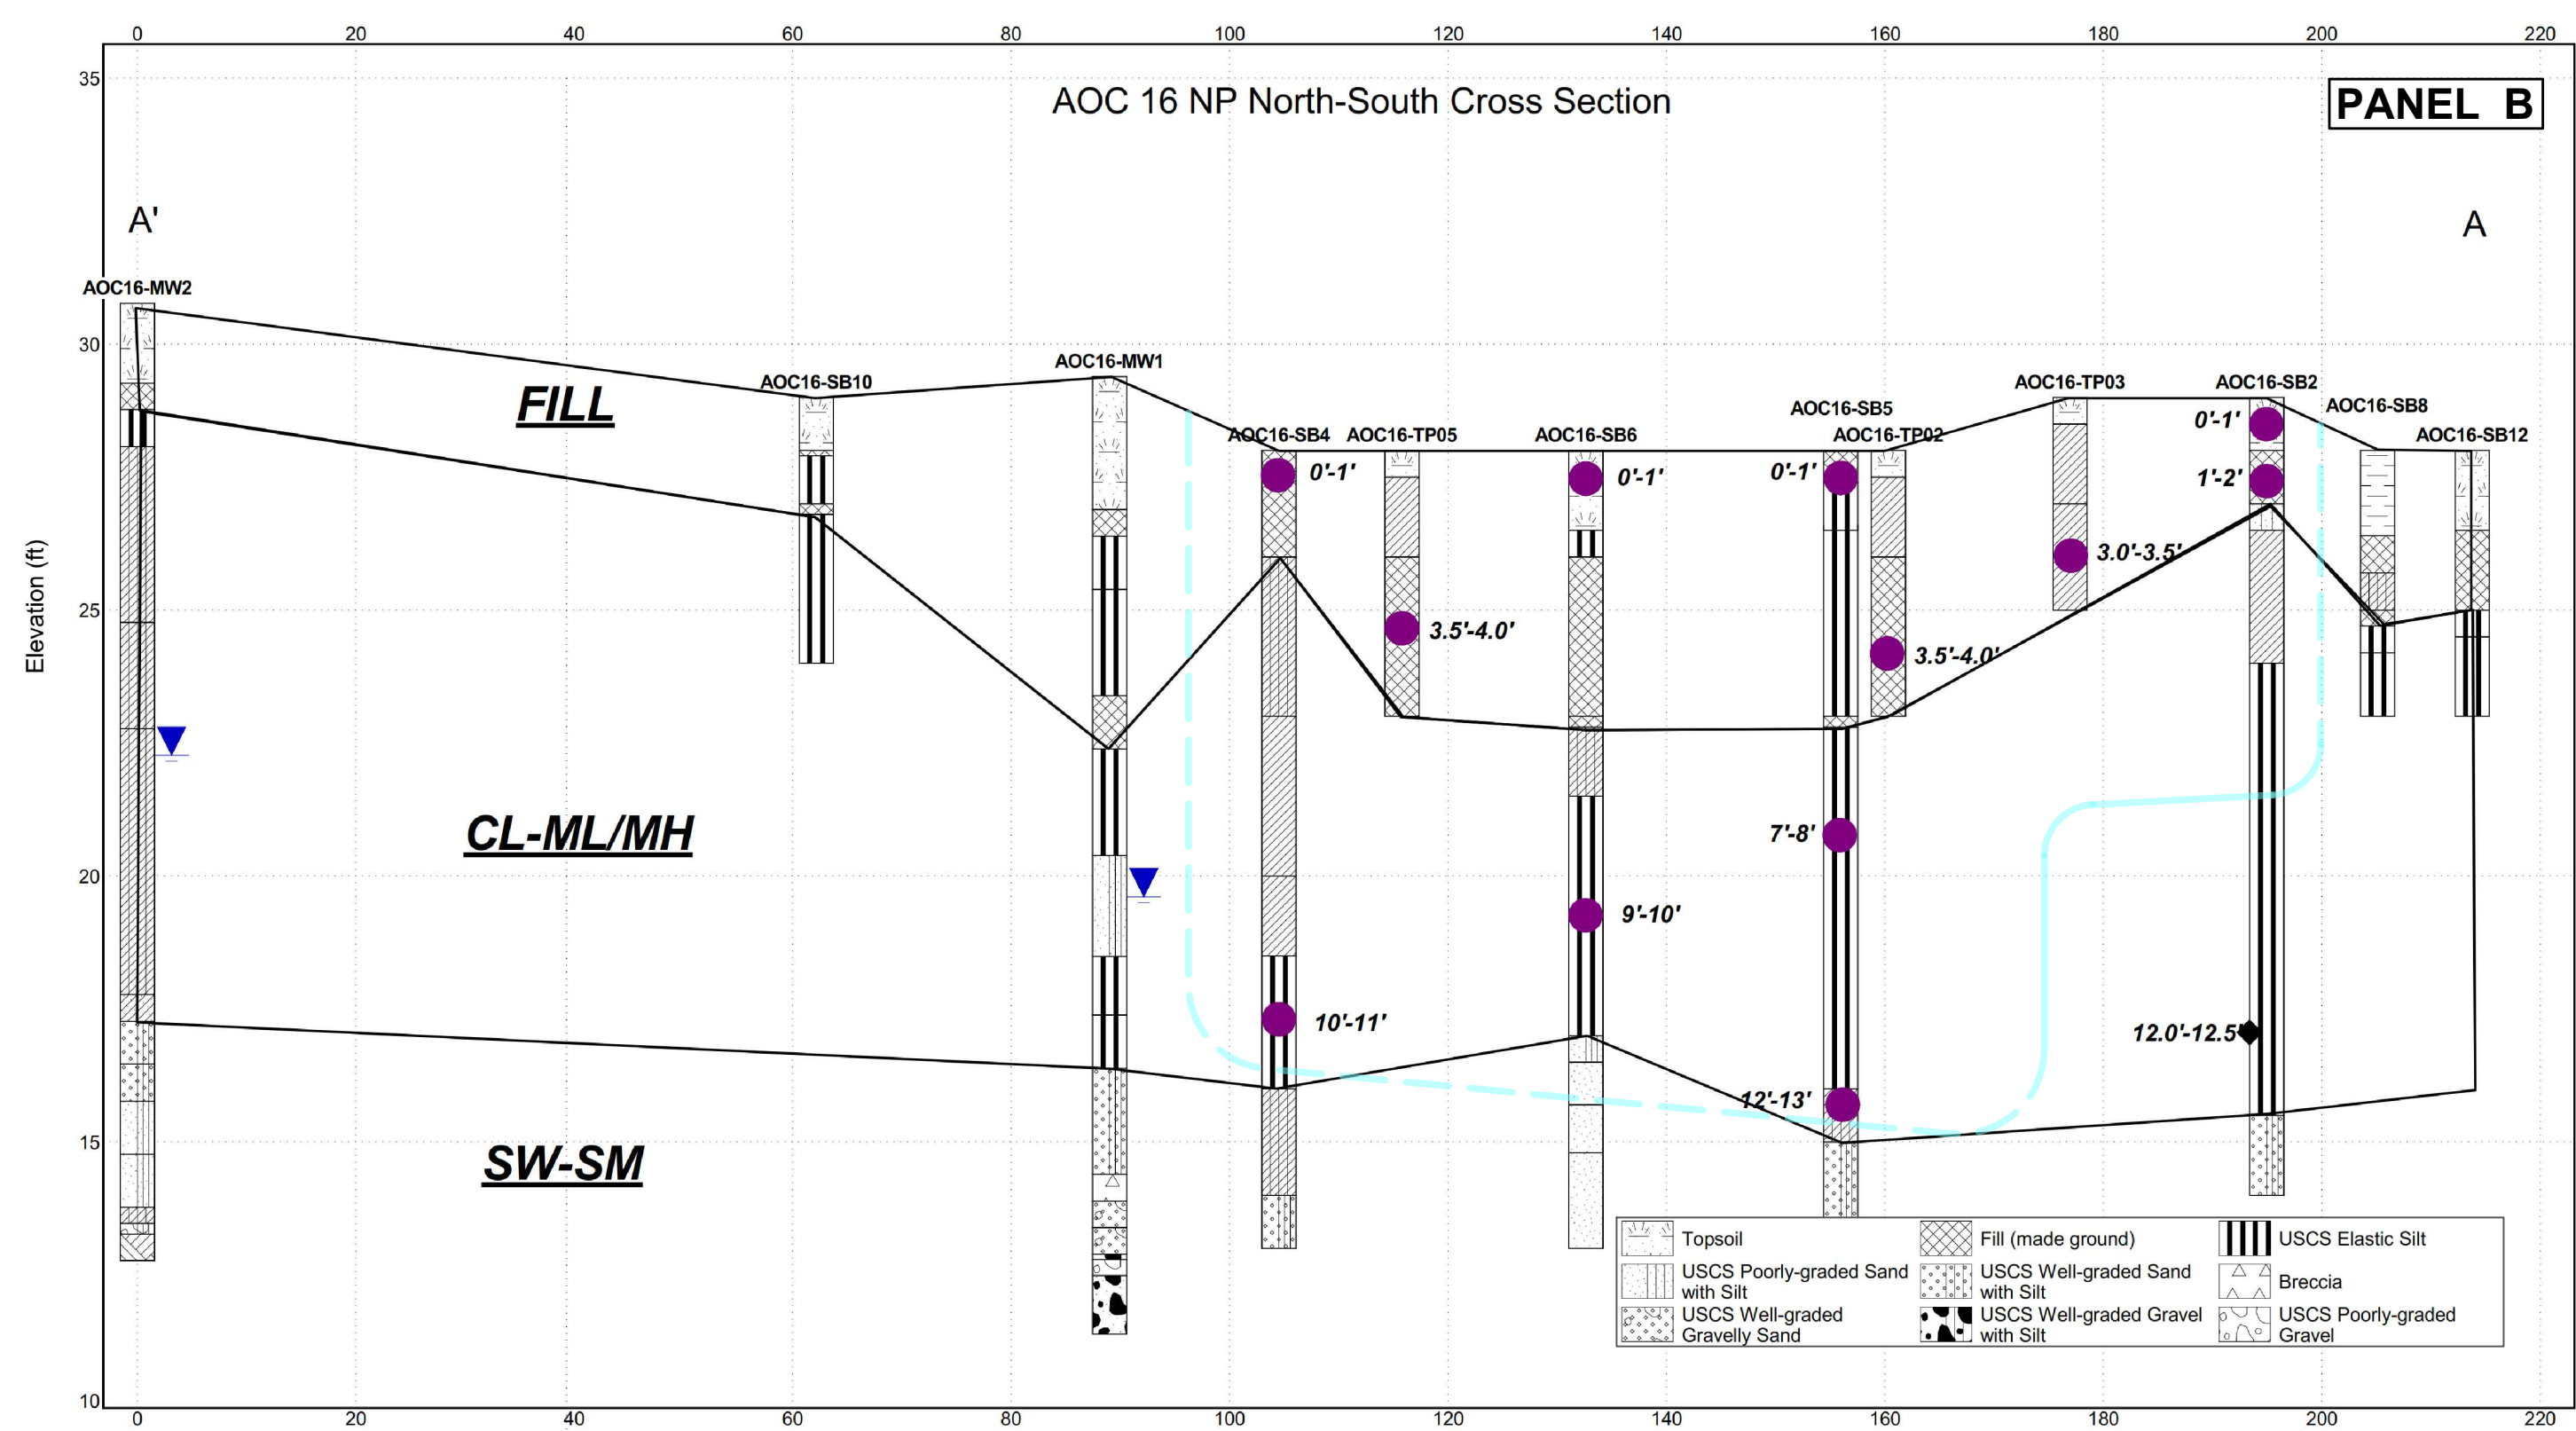 0 20 40 60 80 100 120 140 160 180 200 220
35
AOC 16 NP North-South Cross Section
PANEL B
A'
A
AOC16-MW2
30
AOC16-MW1
AOC16-SB10
AOC16-TP03
AOC16-SB2
FILL
AOC16-SB5
AOC16-SB8
0'-1'
AOC16-SB4
AOC16-TP05
AOC16-SB6
AOC16-TP02
AOC16-SB12
0'-1'
0'-1'
0'-1'
1'-2'
3.0'-3.5'
25
Elevation (ft)
3.5'-4.0'
3.5'-4.0'
CL-ML/MH
7'-8'
20
9'-10'
10'-11'
12.0'-12.5'
12'-13'
15
SW-SM
Topsoil
Fill (made ground)
USCS Elastic Silt
USCS Poorly-graded Sand
with Silt
USCS Well-graded Sand
with Silt
Breccia
USCS Well-graded
Gravelly Sand
USCS Well-graded Gravel
with Silt
USCS Poorly-graded
Gravel
10
0 20 40 60 80 100 120 140 160 180 200 220